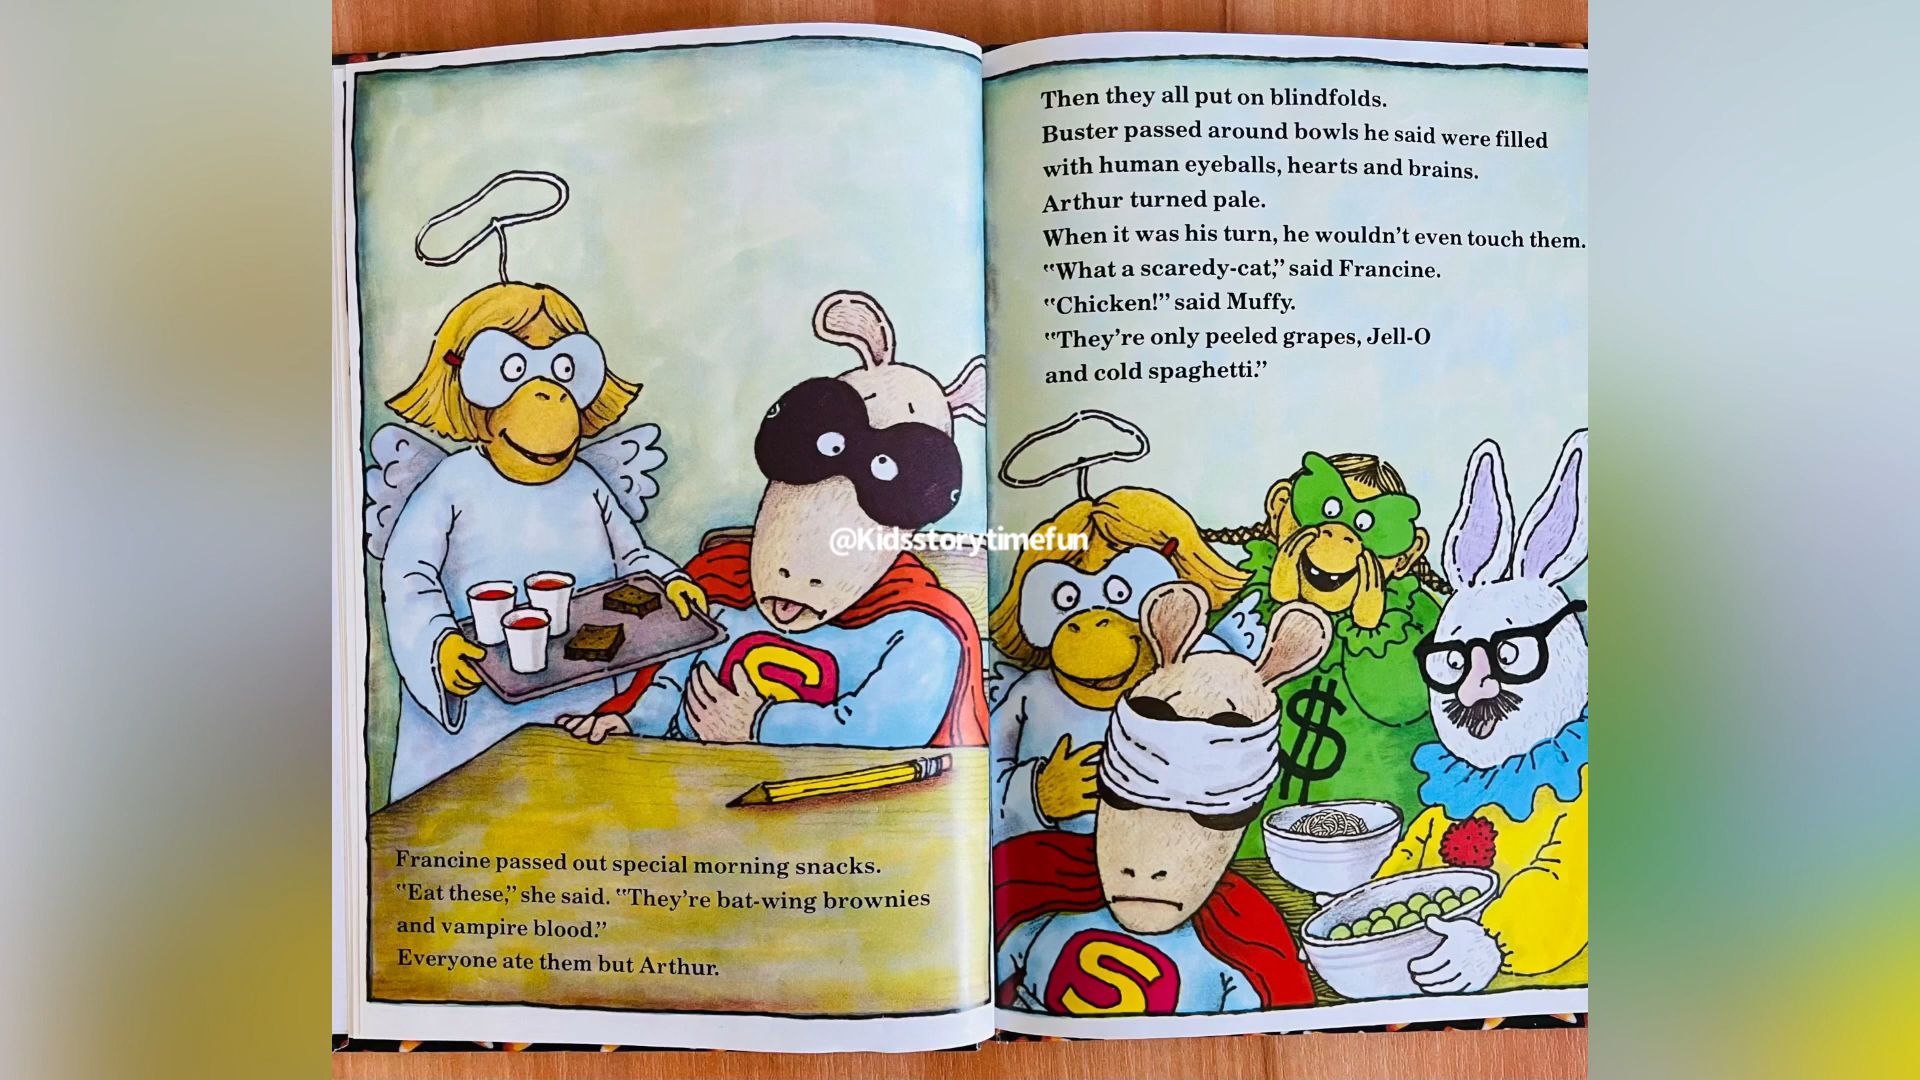 Francine passed out special morning snacks.
"Eat these," she said. "They're bat-wing brownies
and vampire blood."
Everyone ate them but Arthur.
Then they all put on blindfolds.
Buster passed around bowls he said were filled
with human eyeballs, hearts and brains.
Arthur turned pale.
When it was his turn, he wouldn't even touch them.
"What a scaredy-cat," said Francine.
"Chicken!" said Muffy.
"They're only peeled grapes, Jell-O
and cold spaghetti."
@Kidsstorytimefun
S
$
S